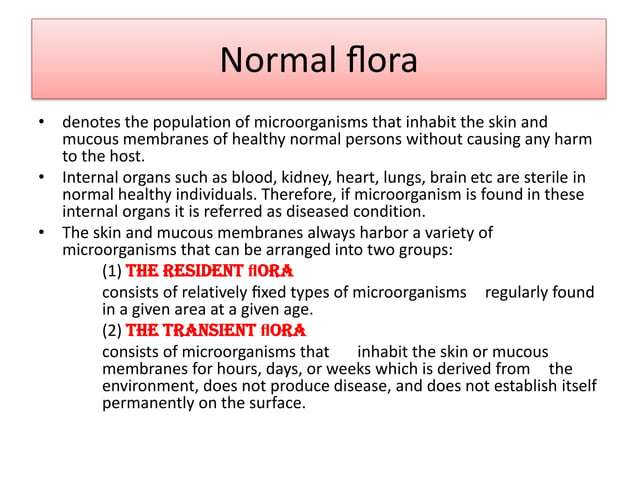 Normal flora
• denotes the population of microorganisms that inhabit the skin and
mucous membranes of healthy normal persons without causing any harm
to the host.
• Internal organs such as blood, kidney, heart, lungs, brain etc are sterile in
normal healthy individuals. Therefore, if microorganism is found in these
internal organs it is referred as diseased condition.
• The skin and mucous membranes always harbor a variety of
microorganisms that can be arranged into two groups:
(1) THE RESIDENT flORA
consists of relatively fixed types of microorganisms regularly found
in a given area at a given age.
(2) THE TRANSIENT flORA
consists of microorganisms that inhabit the skin or mucous
membranes for hours, days, or weeks which is derived from the
environment, does not produce disease, and does not establish itself
permanently on the surface.